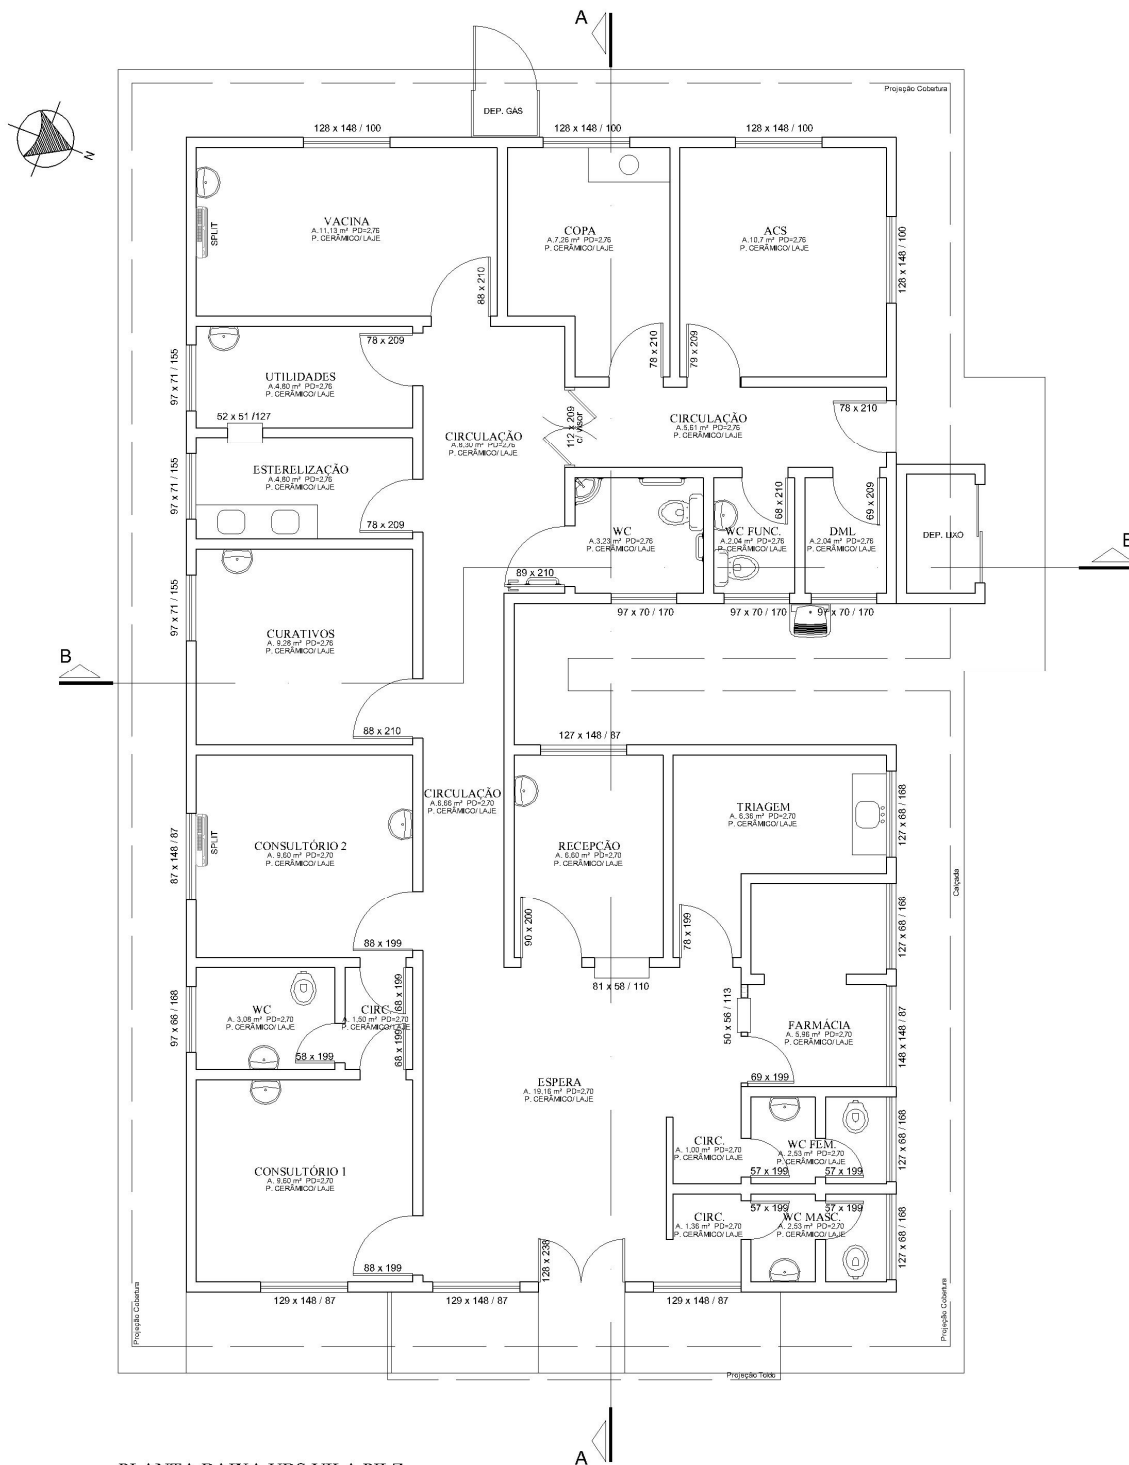 A
Projeção Cobertura
DEP. GÁS
N
128 x 148 / 100
128 x 148 / 100
128 x 148 / 100
VACINA
A.11,13 m² PD=2,76
P. CERÂMICO/ LAJE
SPLIT
COPA
A.7,26 m² PD=2,76
P. CERÂMICO/ LAJE
ACS
A.10,7 m² PD=2,76
P. CERÂMICO/ LAJE
128 x 148 / 100
88 x 210
78 x 209
78 x 210
79 x 209
97 x 71 / 155
UTILIDADES
A.4,80 m² PD=2,76
P. CERÂMICO/ LAJE
52 x 51 /127
112 x 209
c/ visor
78 x 210
CIRCULAÇÃO
A.6,30 m² PD=2,76
P. CERÂMICO/ LAJE
CIRCULAÇÃO
A.5,61 m² PD=2,76
P. CERÂMICO/ LAJE
97 x 71 / 155
ESTERELIZAÇÃO
A.4,80 m² PD=2,76
P. CERÂMICO/ LAJE
78 x 209
68 x 210
69 x 209
WC
A.3,23 m² PD=2,76
P. CERÂMICO/ LAJE
WC FUNC.
A.2,04 m² PD=2,76
P. CERÂMICO/ LAJE
DML
A.2,04 m² PD=2,76
P. CERÂMICO/ LAJE
DEP. LIXO
B
89 x 210
97 x 70 / 170
97 x 70 / 170
97 x 70 / 170
97 x 71 / 155
CURATIVOS
A. 9,28 m² PD=2,76
P. CERÂMICO/ LAJE
B
88 x 210
127 x 148 / 87
CIRCULAÇÃO
A.6,66 m² PD=2,70
P. CERÂMICO/ LAJE
TRIAGEM
A. 6,36 m² PD=2,70
P. CERÂMICO/ LAJE
127 x 68 / 168
87 x 148 / 87
SPLIT
CONSULTÓRIO 2
A. 9,60 m² PD=2,70
P. CERÂMICO/ LAJE
RECEPÇÃO
A. 6,60 m² PD=2,70
P. CERÂMICO/ LAJE
Calçada
127 x 68 / 168
88 x 199
90 x 200
78 x 199
81 x 58 / 110
68 x 199
97 x 66 / 168
WC
A. 3,08 m² PD=2,70
P. CERÂMICO/ LAJE
CIRC.
A. 1,50 m² PD=2,70
P. CERÂMICO/ LAJE
50 x 56 / 113
FARMÁCIA
A. 5,96 m² PD=2,70
P. CERÂMICO/ LAJE
148 x 148 / 87
58 x 199
68 x 199
69 x 199
ESPERA
A. 19,16 m² PD=2,70
P. CERÂMICO/ LAJE
CIRC.
A. 1,00 m² PD=2,70
P. CERÂMICO/ LAJE
WC FEM.
A. 2,53 m² PD=2,70
P. CERÂMICO/ LAJE
127 x 68 / 168
57 x 199
57 x 199
CONSULTÓRIO 1
A. 9,60 m² PD=2,70
P. CERÂMICO/ LAJE
57 x 199
57 x 199
CIRC.
A. 1,36 m² PD=2,70
P. CERÂMICO/ LAJE
WC MASC.
A. 2,53 m² PD=2,70
P. CERÂMICO/ LAJE
127 x 68 / 168
88 x 199
128 x 238
129 x 148 / 87
129 x 148 / 87
129 x 148 / 87
Projeção Cobertura
Projeção Cobertura
Projeção Toldo
A